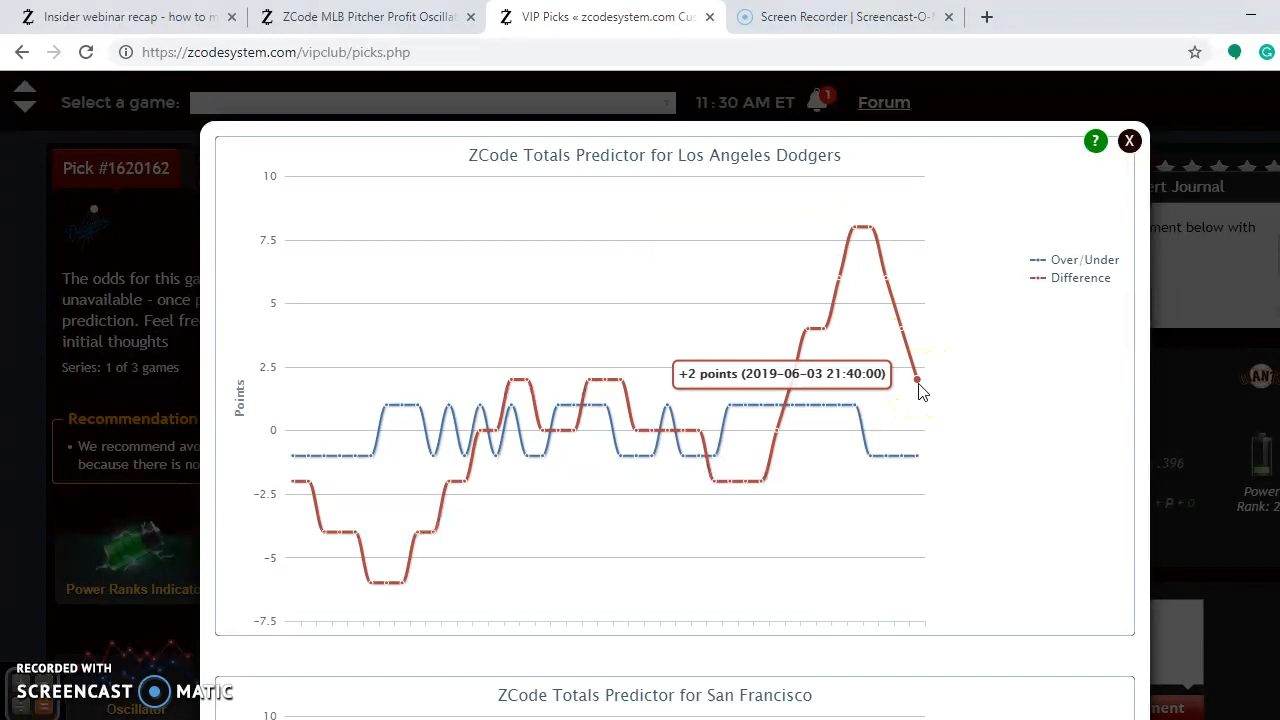 Insider webinar recap - how to m
ZCode MLB Pitcher Profit Oscillat
VIP Picks « zcodesystem.com Cus
Screen Recorder | Screencast-O-
https://zcodesystem.com/vipclub/picks.php
Select a game:
11:30 AM ET
1
Forum
Pick #1620162
The odds for this ga
unavailable - once p
prediction. Feel fre
initial thoughts
Series: 1 of 3 games
Recommendation
• We recommend avo
because there is no
Power Ranks Indicato
Oscillator
RECORDED WITH
SCREENCAST MATIC
?
X
ZCode Totals Predictor for Los Angeles Dodgers
Points
10
7.5
5
2.5
0
-2.5
-5
-7.5
+2 points (2019-06-03 21:40:00)
Over/Under
Difference
ZCode Totals Predictor for San Francisco
10
ert Journal
ment below with
.396
Power
Rank: 2
ment